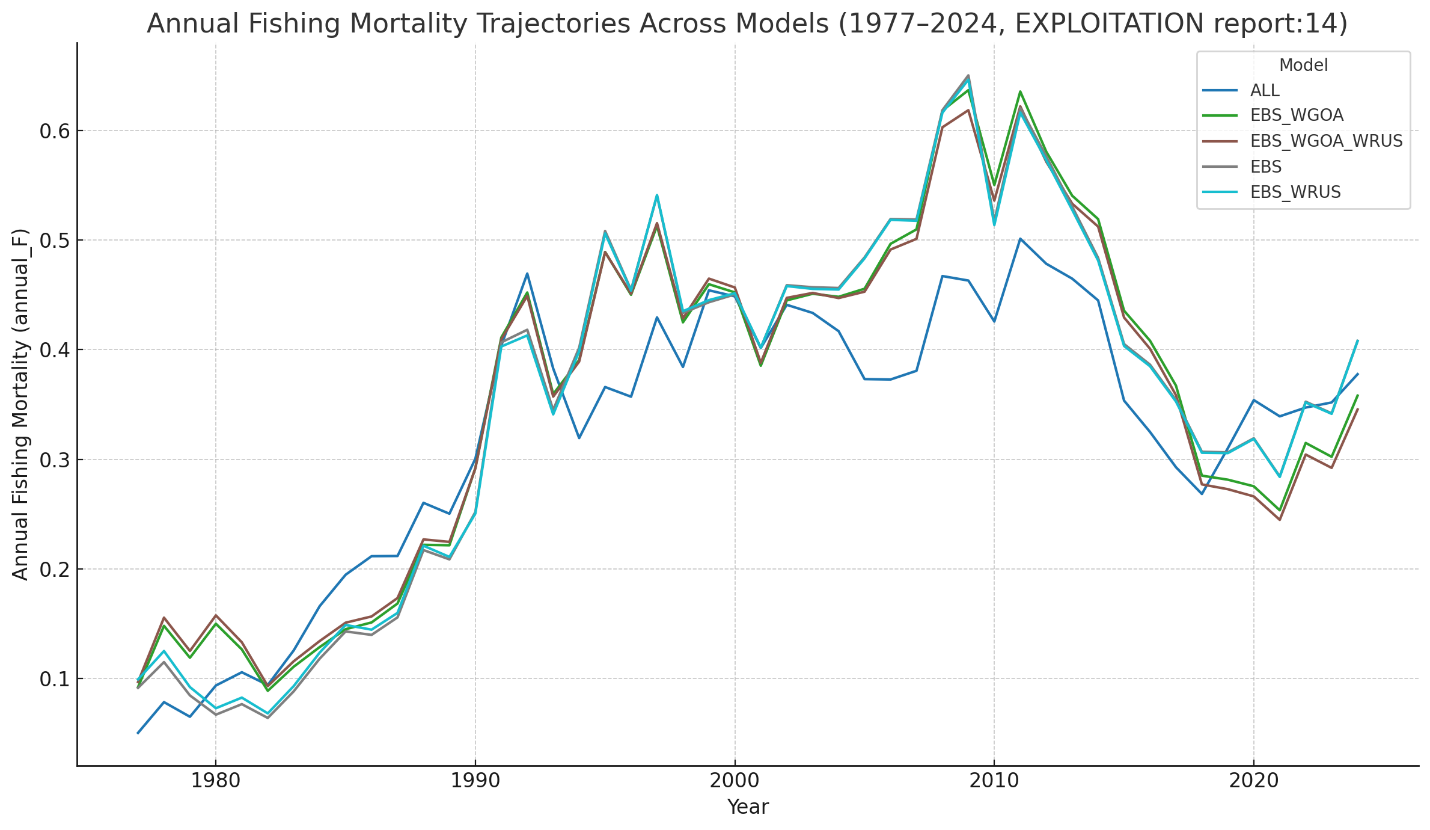 Annual Fishing Mortality Trajectories Across Models (1977–2024, EXPLOITATION report:14)
Model
ALL
EBS_WGOA
EBS_WGOA_WRUS
EBS
EBS_WRUS
Annual Fishing Mortality (annual_F)
0.6
0.5
0.4
0.3
0.2
0.1
1980 1990 2000 2010 2020
Year